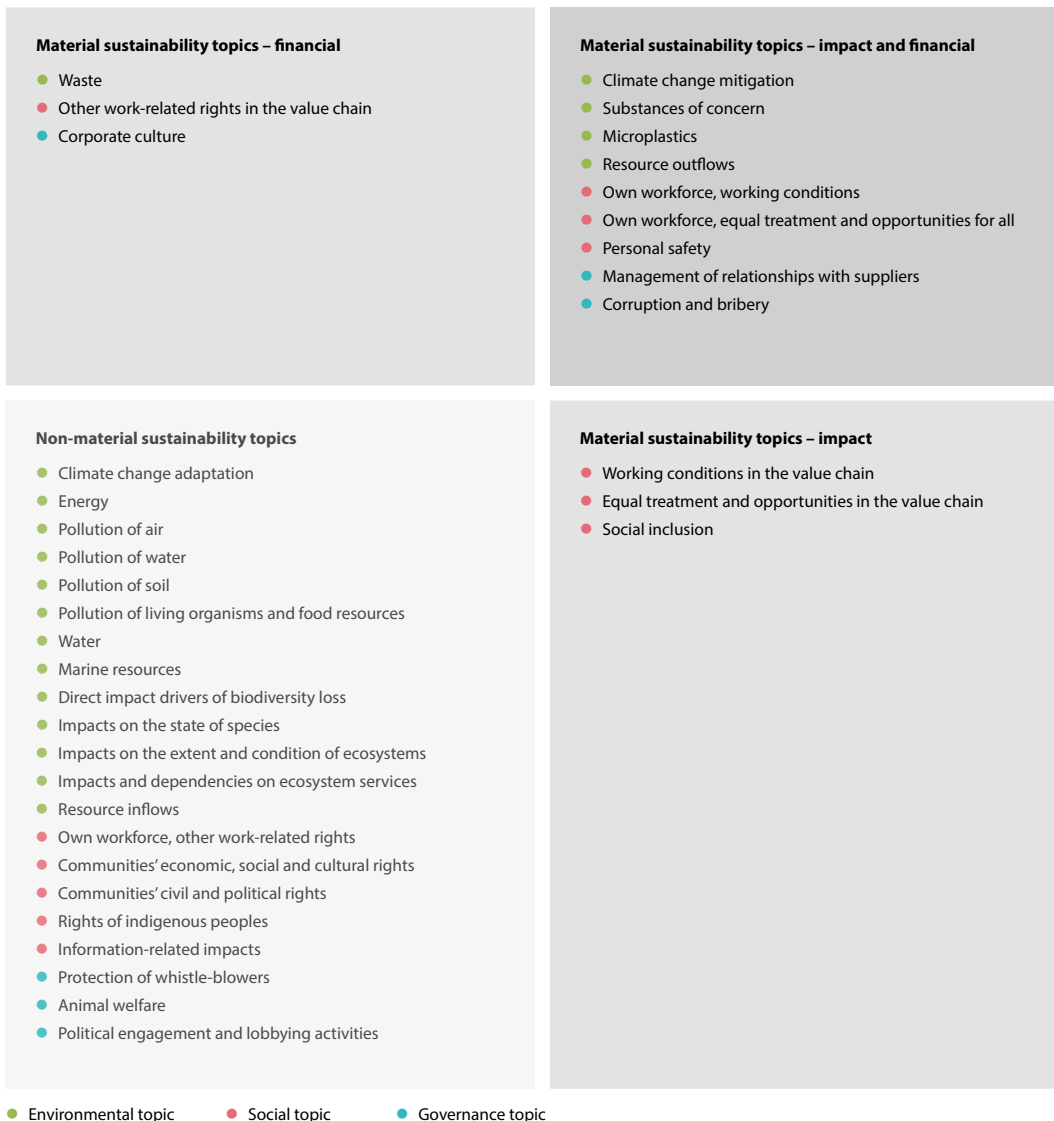 Material sustainability topics – financial
Waste
Other work-related rights in the value chain
Corporate culture
Material sustainability topics – impact and financial
Climate change mitigation
Substances of concern
Microplastics
Resource outflows
Own workforce, working conditions
Own workforce, equal treatment and opportunities for all
Personal safety
Management of relationships with suppliers
Corruption and bribery
Non-material sustainability topics
Climate change adaptation
Energy
Pollution of air
Pollution of water
Pollution of soil
Pollution of living organisms and food resources
Water
Marine resources
Direct impact drivers of biodiversity loss
Impacts on the state of species
Impacts on the extent and condition of ecosystems
Impacts and dependencies on ecosystem services
Resource inflows
Own workforce, other work-related rights
Communities’ economic, social and cultural rights
Communities’ civil and political rights
Rights of indigenous peoples
Information-related impacts
Protection of whistle-blowers
Animal welfare
Political engagement and lobbying activities
Material sustainability topics – impact
Working conditions in the value chain
Equal treatment and opportunities in the value chain
Social inclusion
Environmental topic
Social topic
Governance topic